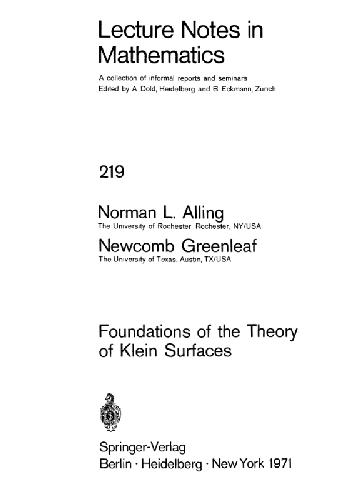 Lecture Notes in
Mathematics
A collection of informal reports and seminars
Edited by A. Dold, Heidelberg and B. Eckmann, Zürich
219
Norman L. Alling
The University of Rochester, Rochester, NY/USA
Newcomb Greenleaf
The University of Texas, Austin, TX/USA
Foundations of the Theory
of Klein Surfaces
Springer-Verlag
Berlin · Heidelberg · New York 1971